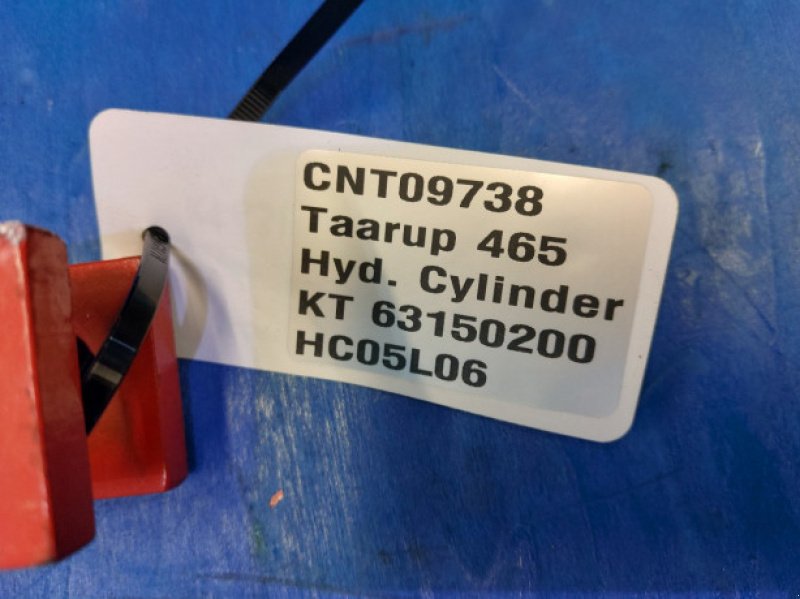 CNT09738
Taarup 465
Hyd. Cylinder
KT 63150200
HC05L06